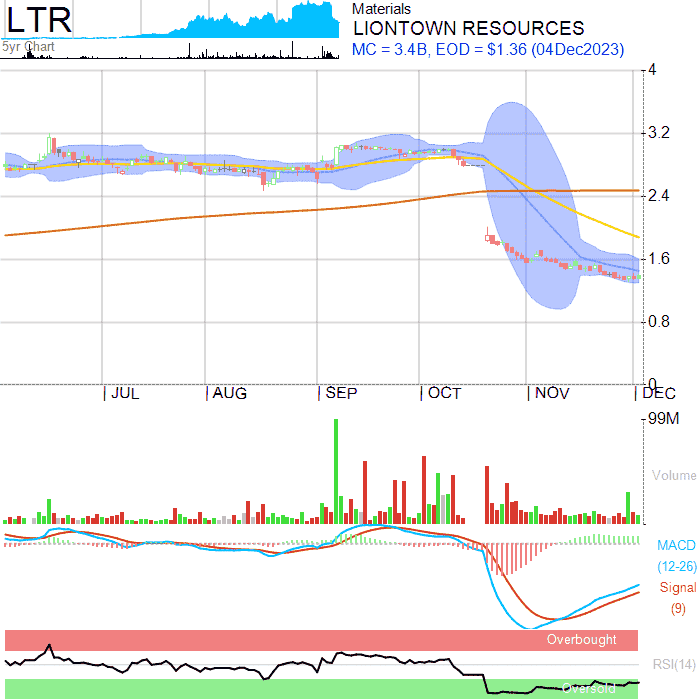 LTR
5yr Chart
Materials
LIONTOWN RESOURCES
MC = 3.4B, EOD = $1.36 (04Dec2023)
4
3.2
2.4
1.6
0.8
0
JUL AUG SEP OCT NOV DEC
99M
Volume
MACD
(12-26)
Signal
(9)
Overbought
RSI(14)
Oversold